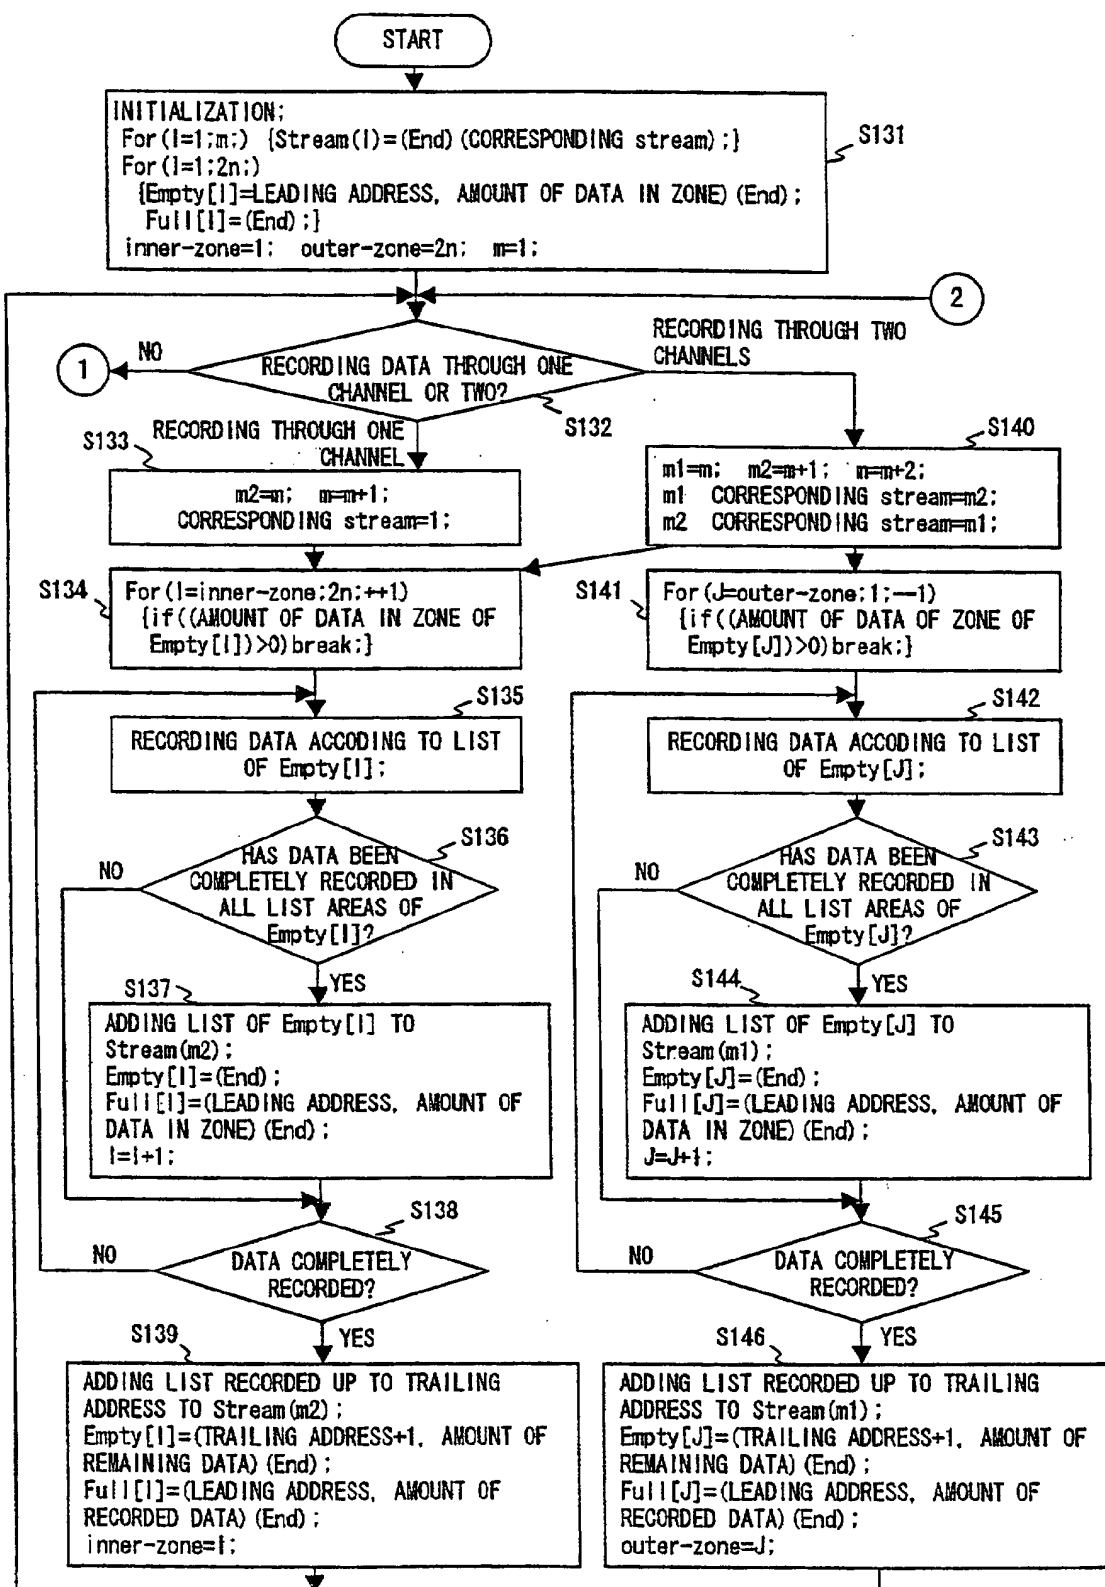 START
INITIALIZATION;
For(I=1;m;) {Stream(I)=(End)(CORRESPONDING stream);}
For(I=1;2n;)
{Empty[I]=LEADING ADDRESS, AMOUNT OF DATA IN ZONE)(End);
Full[I]=(End);}
inner-zone=1; outer-zone=2n; m=1;
S131
2
1
NO
RECORDING DATA THROUGH ONE
CHANNEL OR TWO?
S132
RECORDING THROUGH TWO
CHANNELS
RECORDING THROUGH ONE
CHANNEL
S133
m2=m; m=m+1;
CORRESPONDING stream=1;
S140
m1=m; m2=m+1; m=m+2;
m1 CORRESPONDING stream=m2;
m2 CORRESPONDING stream=m1;
S134
For(I=inner-zone;2n;++1)
{if((AMOUNT OF DATA IN ZONE OF
Empty[I])>0)break;}
S141
For(J=outer-zone;1;--1)
{if((AMOUNT OF DATA OF ZONE OF
Empty[J])>0)break;}
S135
RECORDING DATA ACCODING TO LIST
OF Empty[I];
S142
RECORDING DATA ACCODING TO LIST
OF Empty[J];
S136
NO
HAS DATA BEEN
COMPLETELY RECORDED IN
ALL LIST AREAS OF
Empty[I]?
YES
S143
NO
HAS DATA BEEN
COMPLETELY RECORDED IN
ALL LIST AREAS OF
Empty[J]?
YES
S137
ADDING LIST OF Empty[I] TO
Stream(m2);
Empty[I]=(End);
Full[I]=(LEADING ADDRESS, AMOUNT OF
DATA IN ZONE)(End);
I=I+1;
S144
ADDING LIST OF Empty[J] TO
Stream(m1);
Empty[J]=(End);
Full[J]=(LEADING ADDRESS, AMOUNT OF
DATA IN ZONE)(End);
J=J+1;
S138
NO
DATA COMPLETELY
RECORDED?
YES
S145
NO
DATA COMPLETELY
RECORDED?
YES
S139
ADDING LIST RECORDED UP TO TRAILING
ADDRESS TO Stream(m2);
Empty[I]=(TRAILING ADDRESS+1, AMOUNT OF
REMAINING DATA)(End);
Full[I]=(LEADING ADDRESS, AMOUNT OF
RECORDED DATA)(End);
inner-zone=I;
S146
ADDING LIST RECORDED UP TO TRAILING
ADDRESS TO Stream(m1);
Empty[J]=(TRAILING ADDRESS+1, AMOUNT OF
REMAINING DATA)(End);
Full[J]=(LEADING ADDRESS, AMOUNT OF
RECORDED DATA)(End);
outer-zone=J;